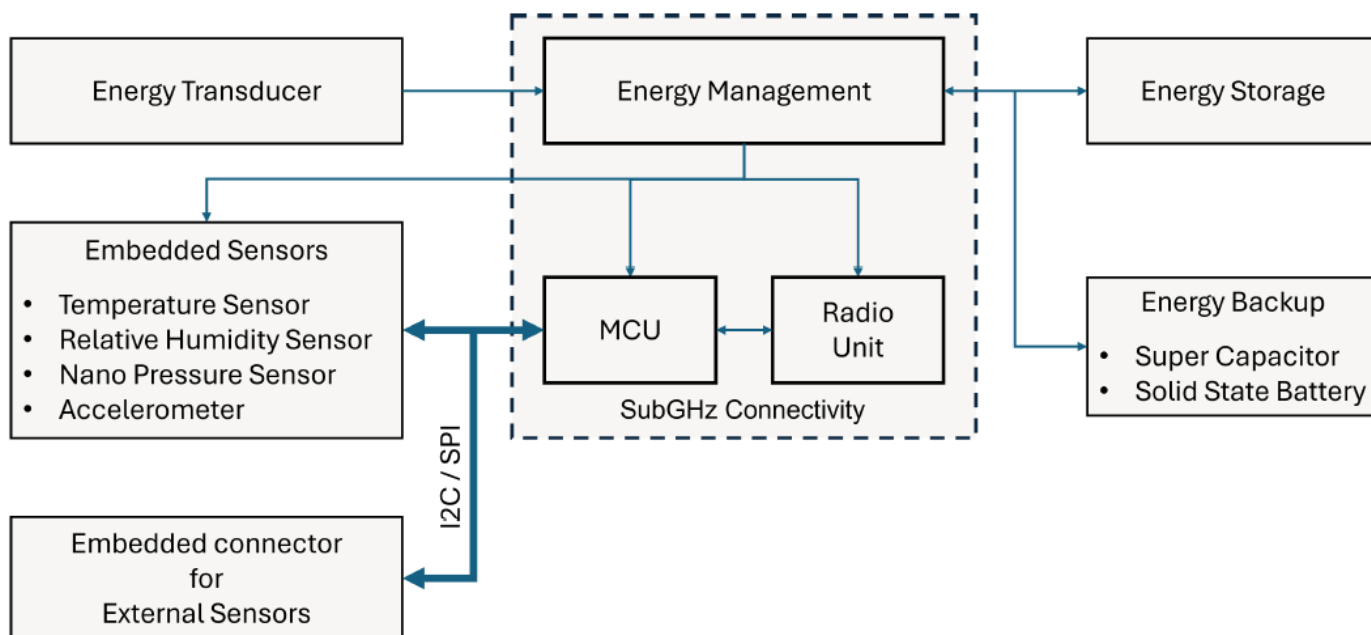 Energy Transducer
Energy Management
Energy Storage
Embedded Sensors
• Temperature Sensor
• Relative Humidity Sensor
• Nano Pressure Sensor
• Accelerometer
MCU
Radio
Unit
SubGHz Connectivity
Energy Backup
• Super Capacitor
• Solid State Battery
I2C / SPI
Embedded connector
for
External Sensors